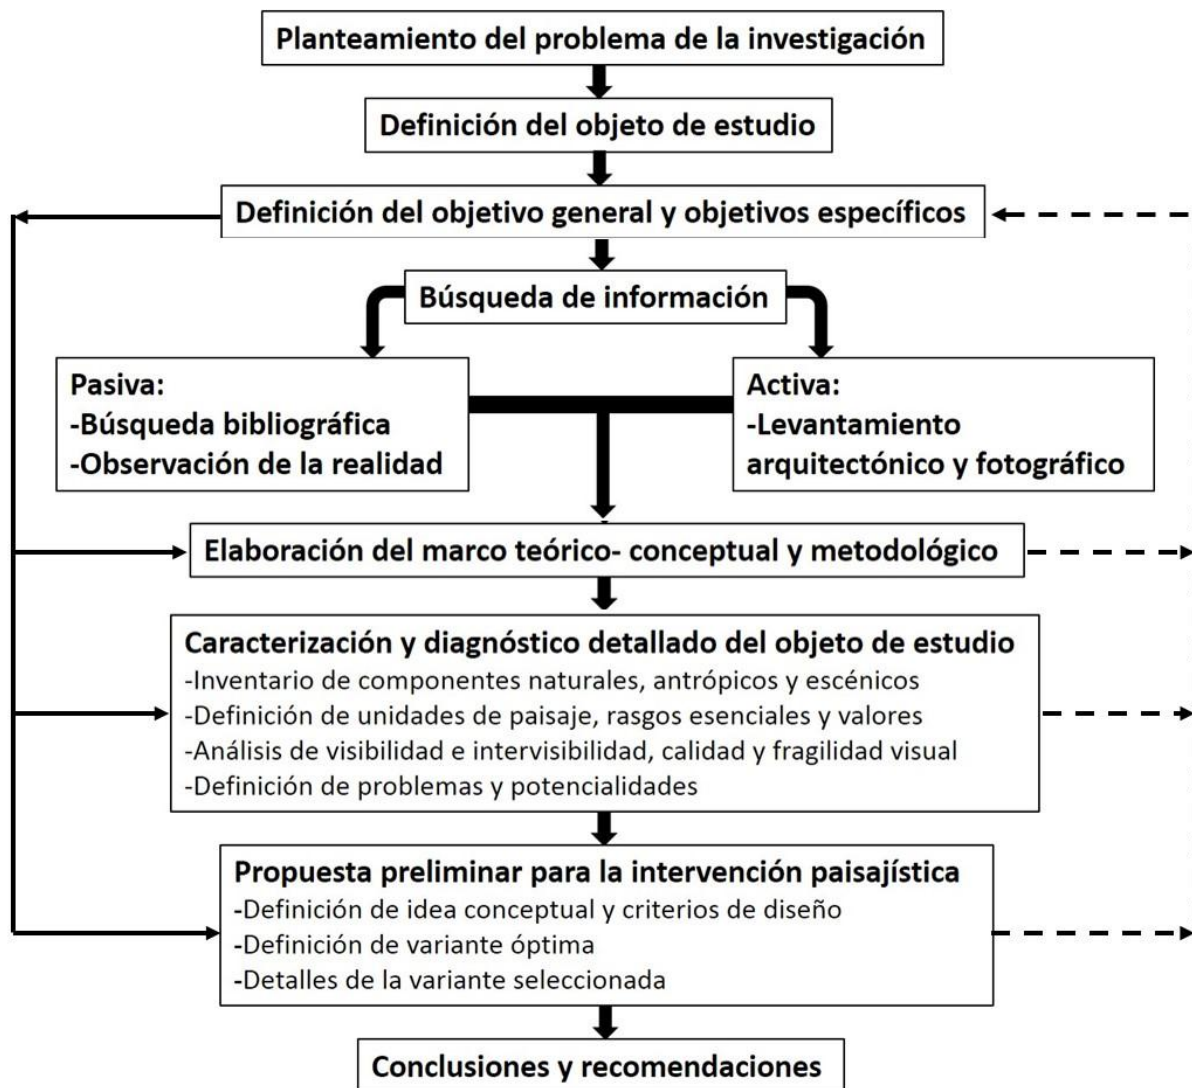 Planteamiento del problema de la investigación
Definición del objeto de estudio
Definición del objetivo general y objetivos específicos
Búsqueda de información
Pasiva:
-Búsqueda bibliográfica
-Observación de la realidad
Activa:
-Levantamiento
arquitectónico y fotográfico
Elaboración del marco teórico- conceptual y metodológico
Caracterización y diagnóstico detallado del objeto de estudio
-Inventario de componentes naturales, antrópicos y escénicos
-Definición de unidades de paisaje, rasgos esenciales y valores
-Análisis de visibilidad e intervisibilidad, calidad y fragilidad visual
-Definición de problemas y potencialidades
Propuesta preliminar para la intervención paisajística
-Definición de idea conceptual y criterios de diseño
-Definición de variante óptima
-Detalles de la variante seleccionada
Conclusiones y recomendaciones